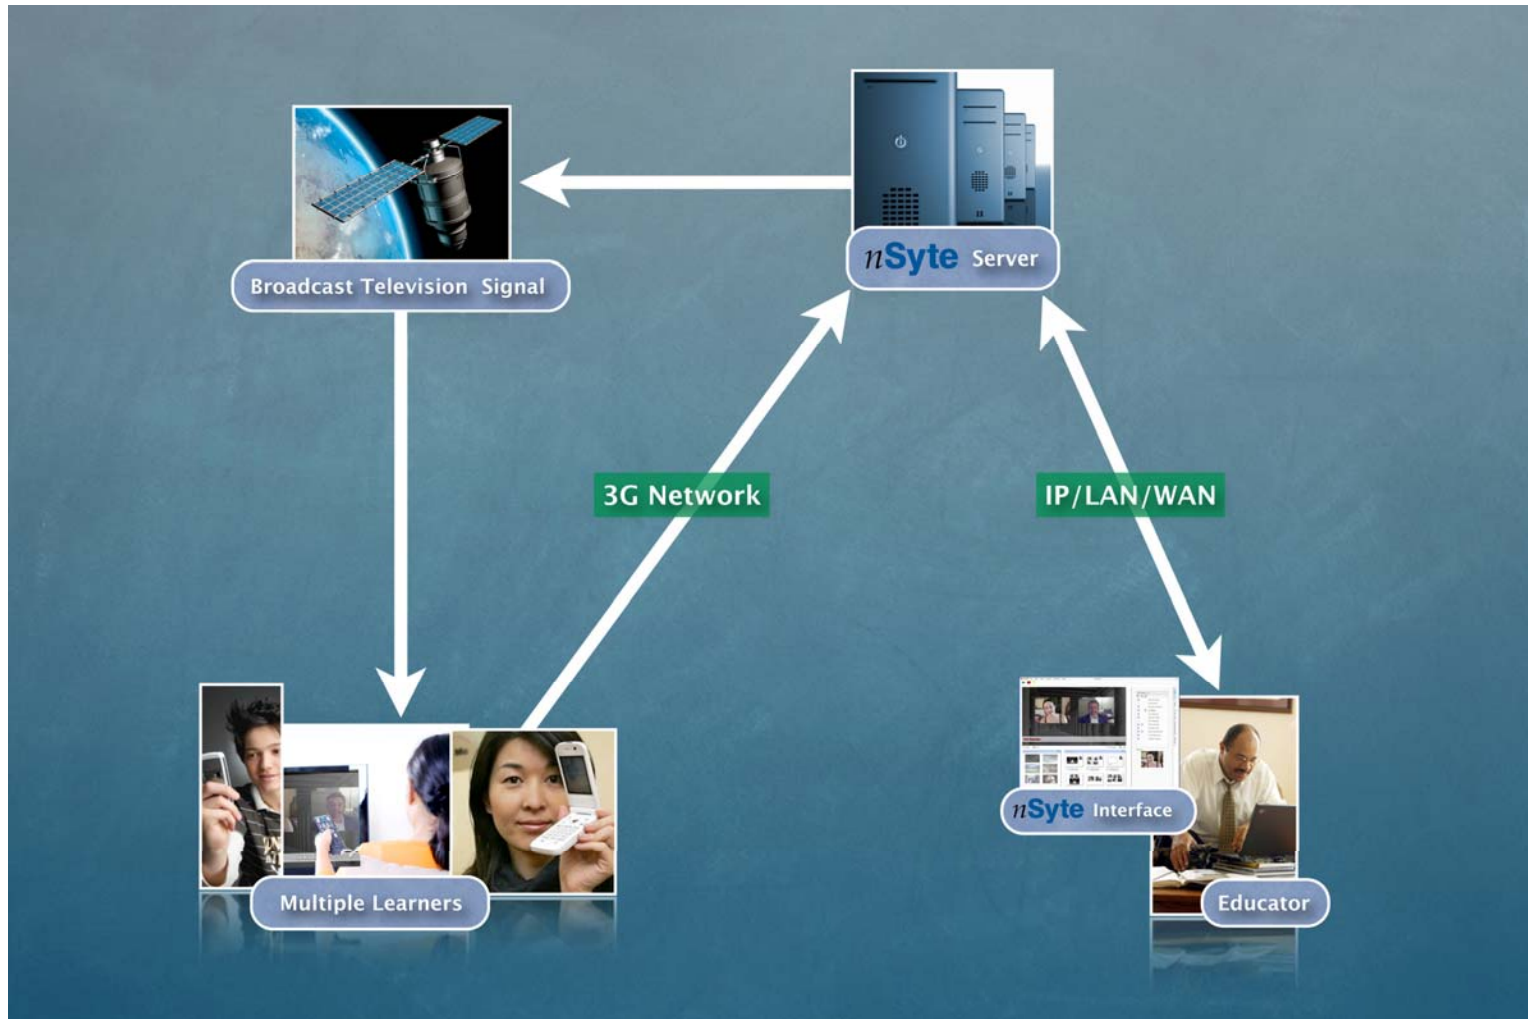 nSyte Server
Broadcast Television Signal
3G Network
IP/LAN/WAN
nSyte Interface
Multiple Learners
Educator